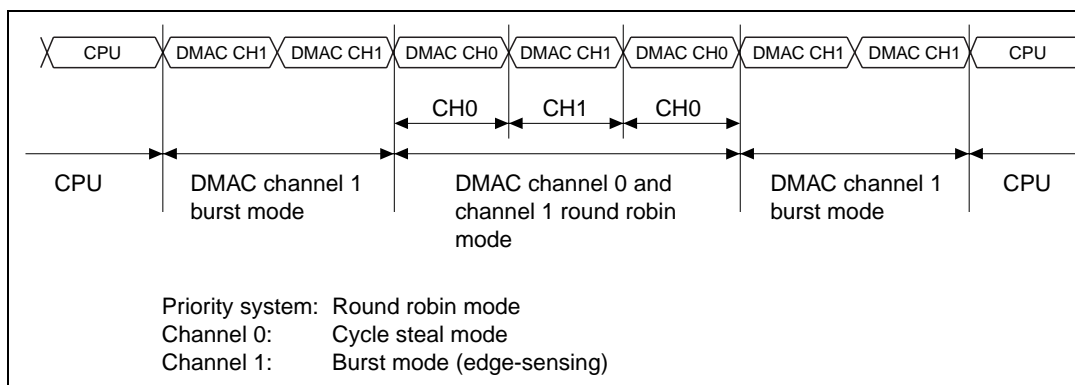 CPU DMAC CH1 DMAC CH1 DMAC CH0 DMAC CH1 DMAC CH0 DMAC CH1 DMAC CH1 CPU
CH0 CH1 CH0
CPU
DMAC channel 1
burst mode
DMAC channel 0 and
channel 1 round robin
mode
DMAC channel 1
burst mode
CPU
Priority system: Round robin mode
Channel 0: Cycle steal mode
Channel 1: Burst mode (edge-sensing)